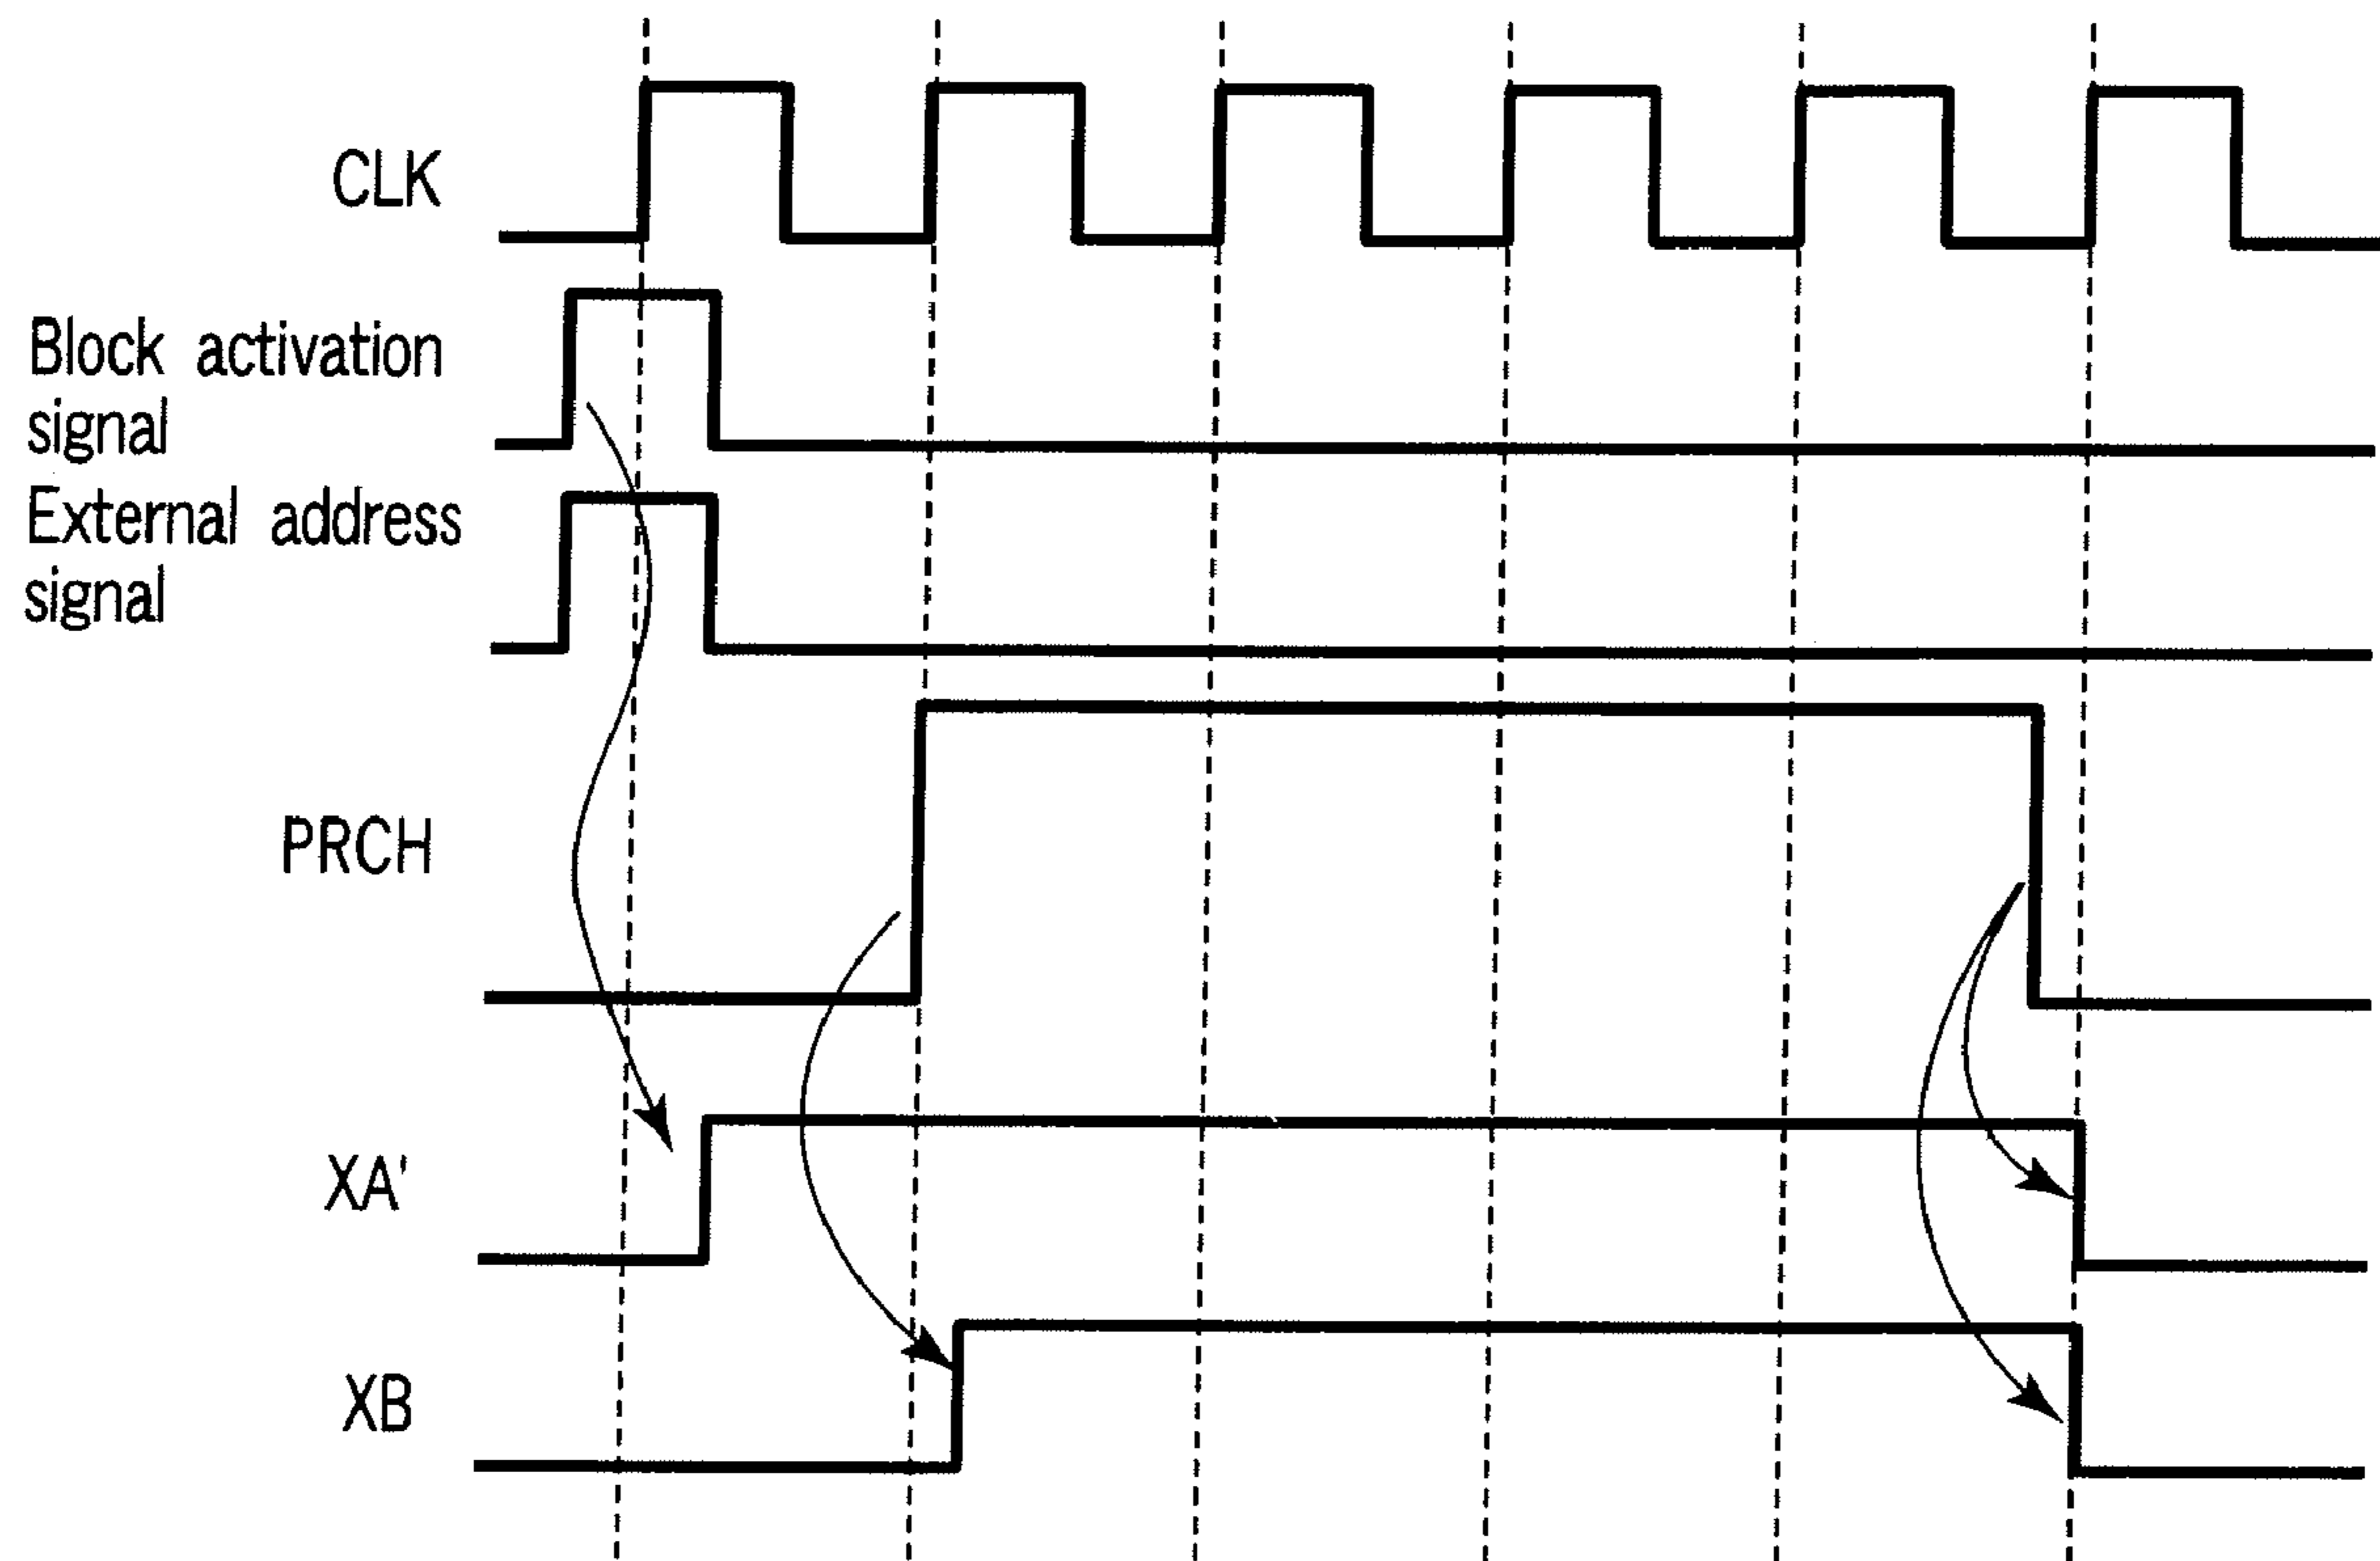 CLK
Block activation
signal
External address
signal
PRCH
XA'
XB